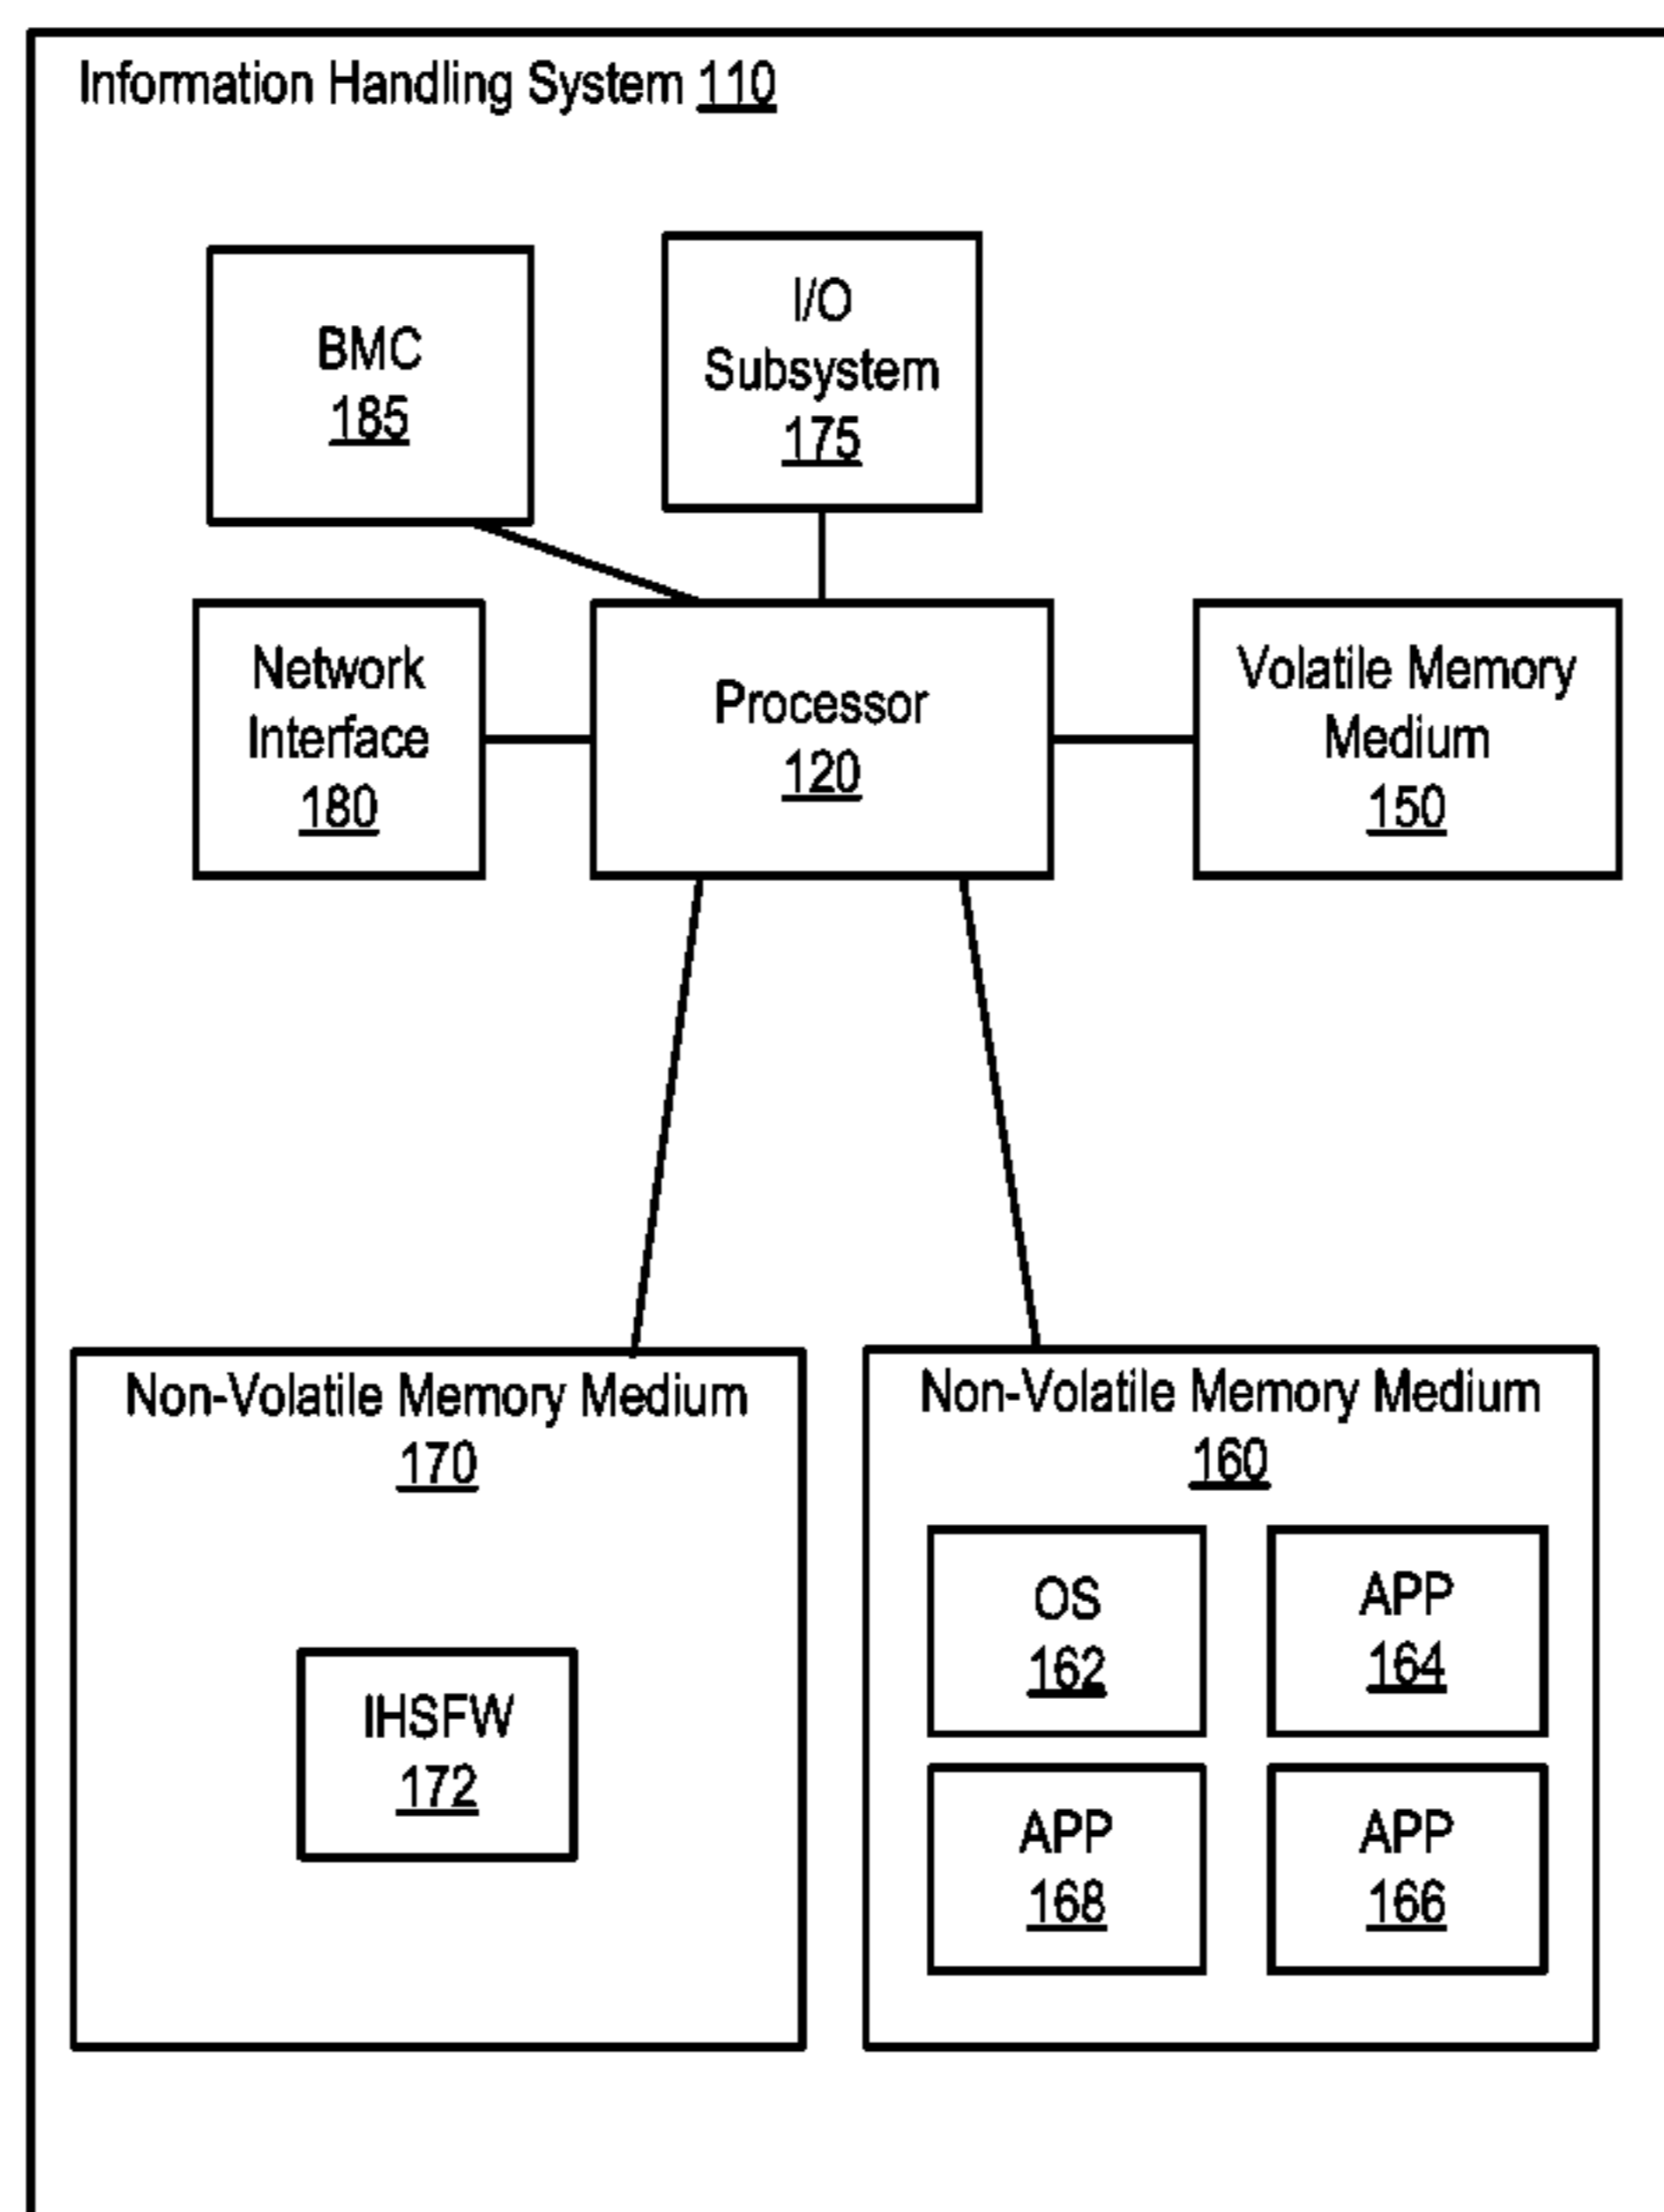 Information Handling System 110
BMC
185
I/O
Subsystem
175
Network
Interface
180
Processor
120
Volatile Memory
Medium
150
Non-Volatile Memory Medium
170
IHSFW
172
Non-Volatile Memory Medium
160
OS
162
APP
164
APP
168
APP
166